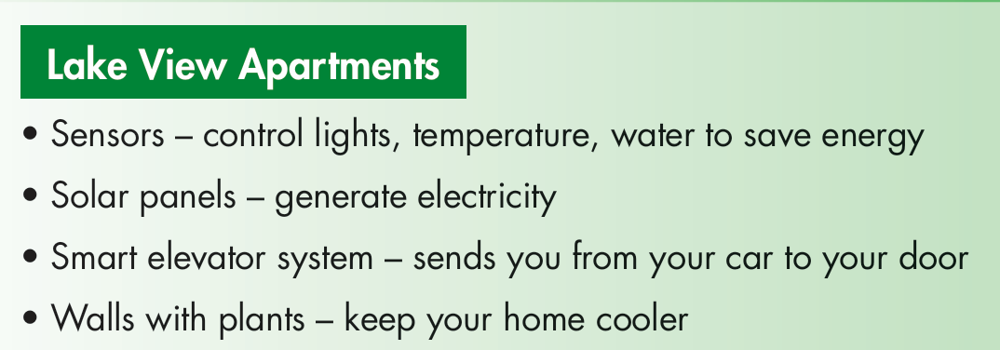 Lake View Apartments
• Sensors – control lights, temperature, water to save energy
• Solar panels – generate electricity
• Smart elevator system – sends you from your car to your door
• Walls with plants – keep your home cooler